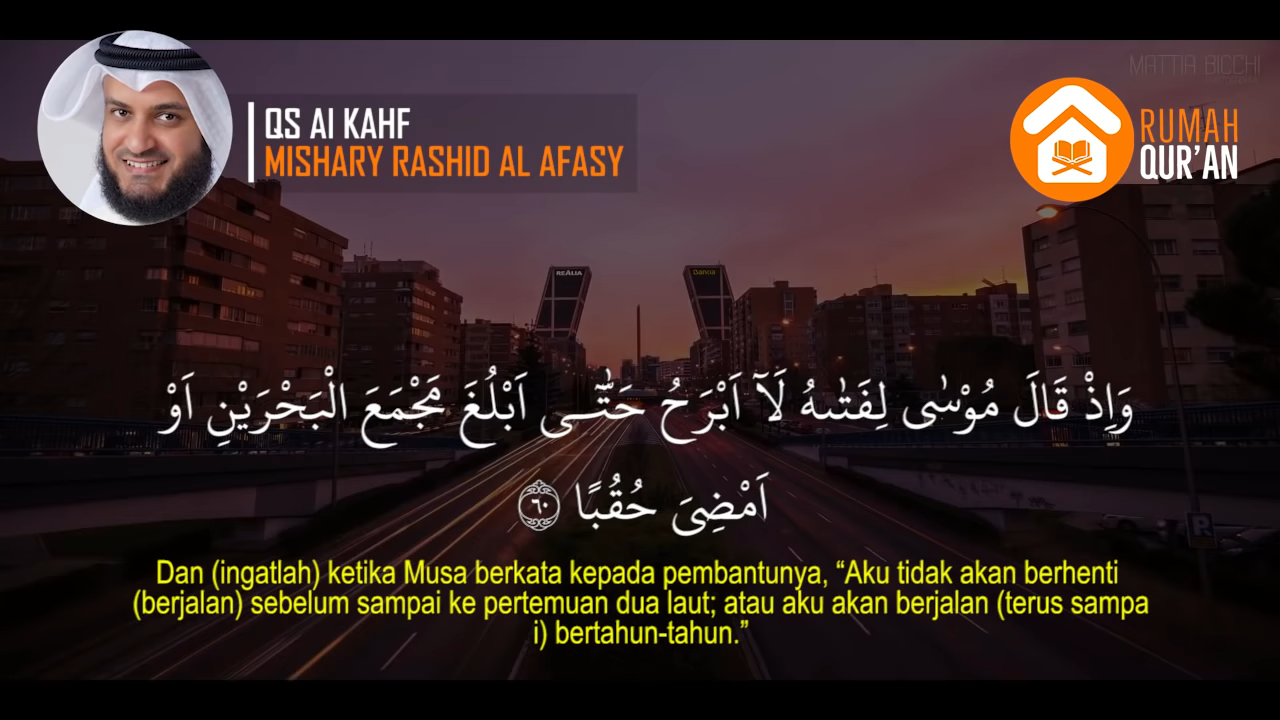 MATTIA BICCHI
QS Al KAHF
MISHARY RASHID AL AFASY
RUMAH
QUR'AN
REALIA
Bankia
وَاِذْ قَالَ مُوْسٰى لِفَتٰىهُ لَآ اَبْرَحُ حَتّٰٓى اَبْلُغَ مَجْمَعَ الْبَحْرَيْنِ اَوْ
اَمْضِيَ حُقُبًا ٦٠
Dan (ingatlah) ketika Musa berkata kepada pembantunya, “Aku tidak akan berhenti
(berjalan) sebelum sampai ke pertemuan dua laut; atau aku akan berjalan (terus sampa
i) bertahun-tahun.”
P